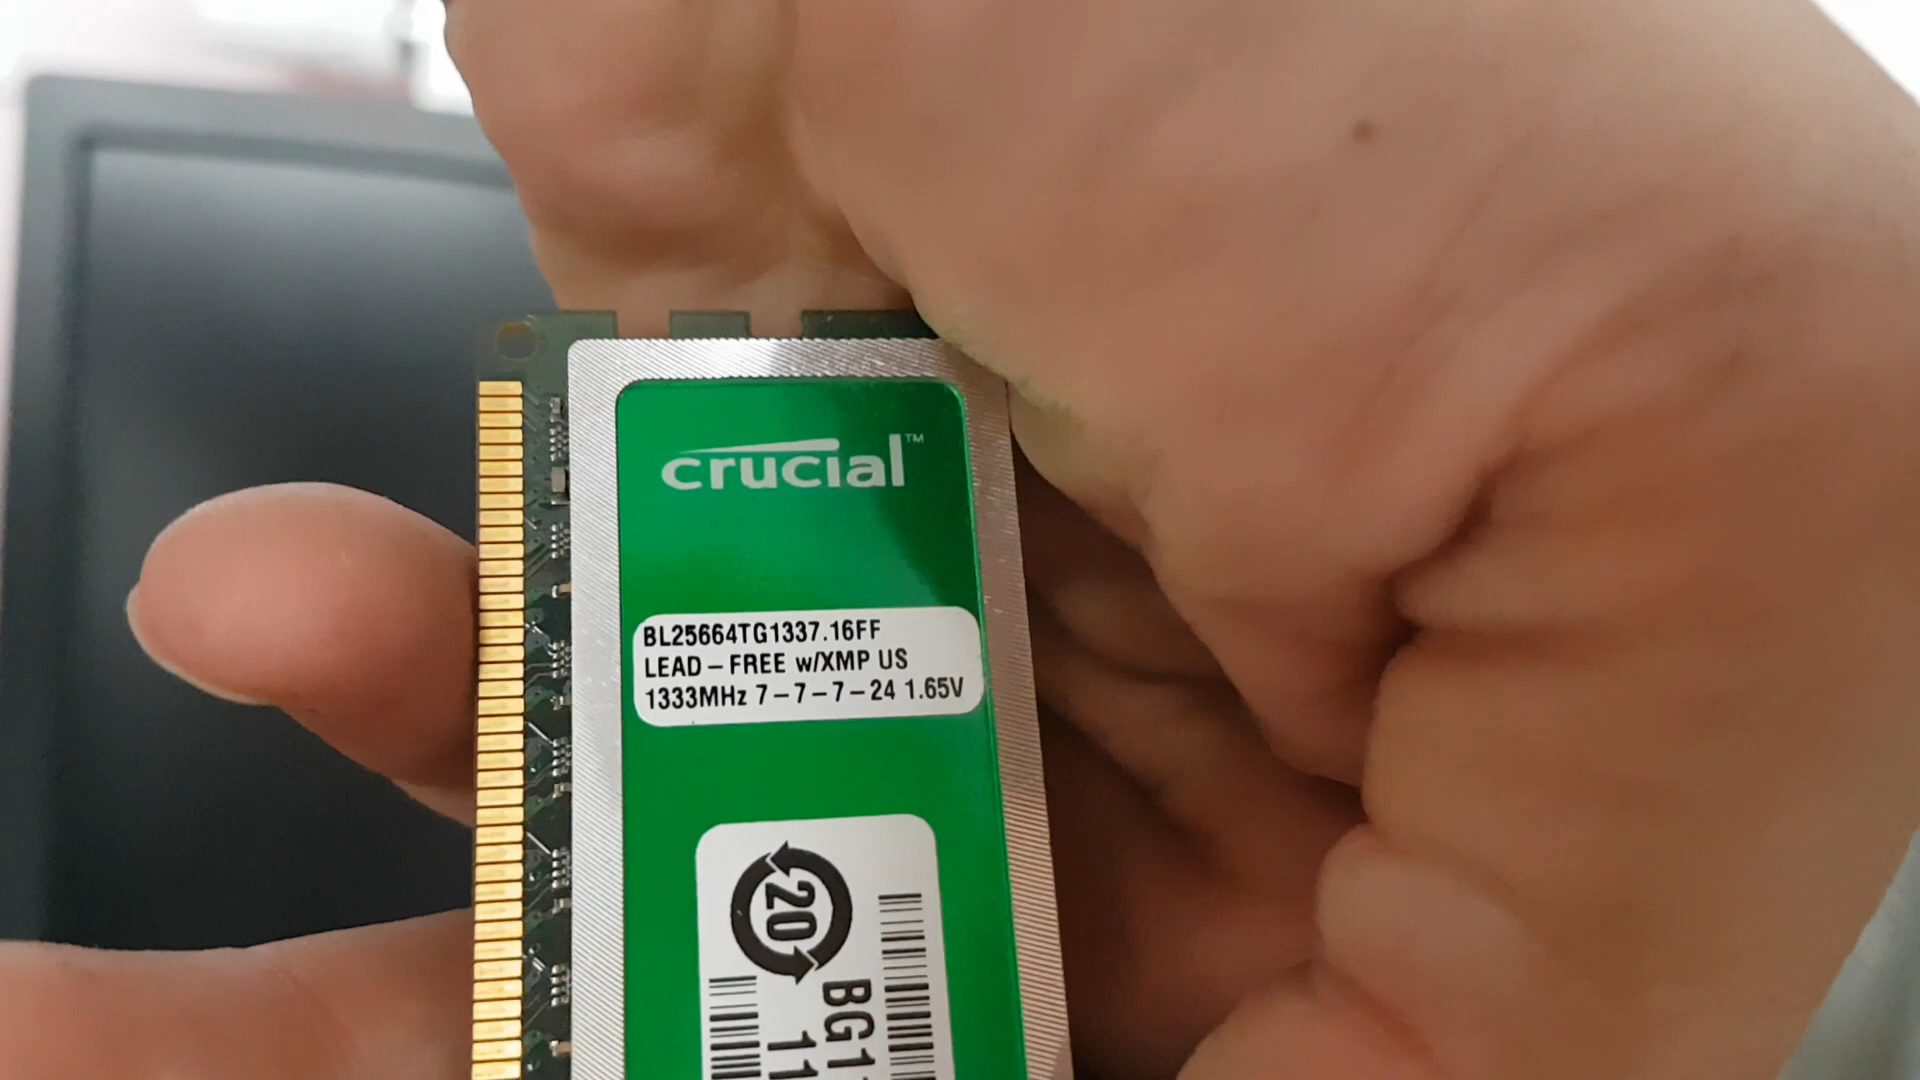 crucial™
BL25664TG1337.16FF
LEAD – FREE w/XMP US
1333MHz 7 – 7 – 7 – 24 1.65V
20